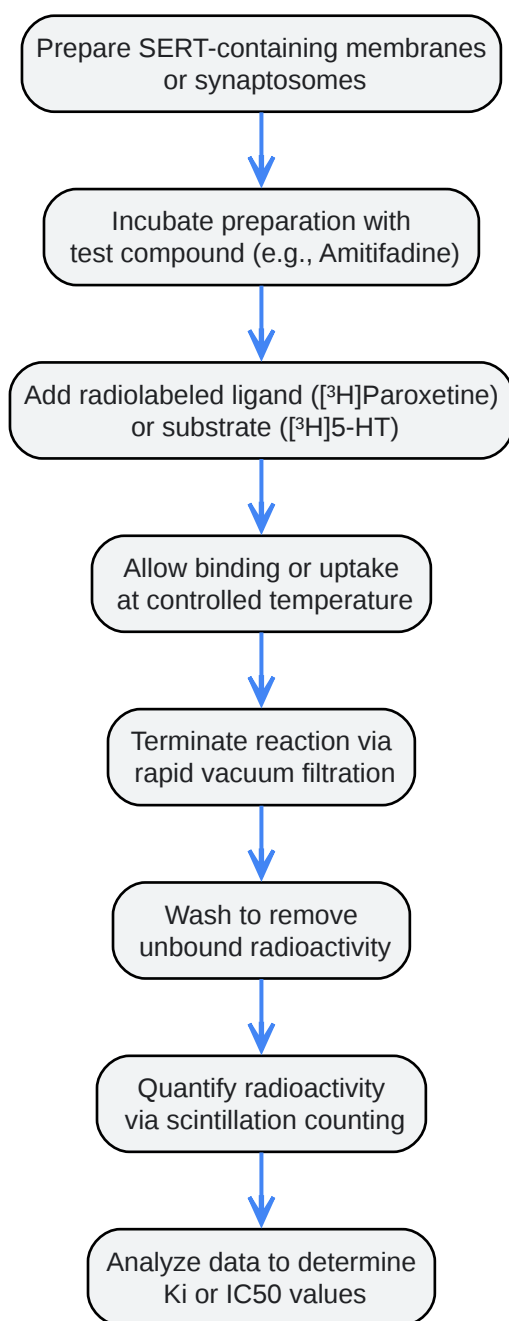 Prepare SERT-containing membranes
or synaptosomes
Incubate preparation with
test compound (e.g., Amitifadine)
Add radiolabeled ligand ([³H]Paroxetine)
or substrate ([³H]5-HT)
Allow binding or uptake
at controlled temperature
Terminate reaction via
rapid vacuum filtration
Wash to remove
unbound radioactivity
Quantify radioactivity
via scintillation counting
Analyze data to determine
Ki or IC50 values